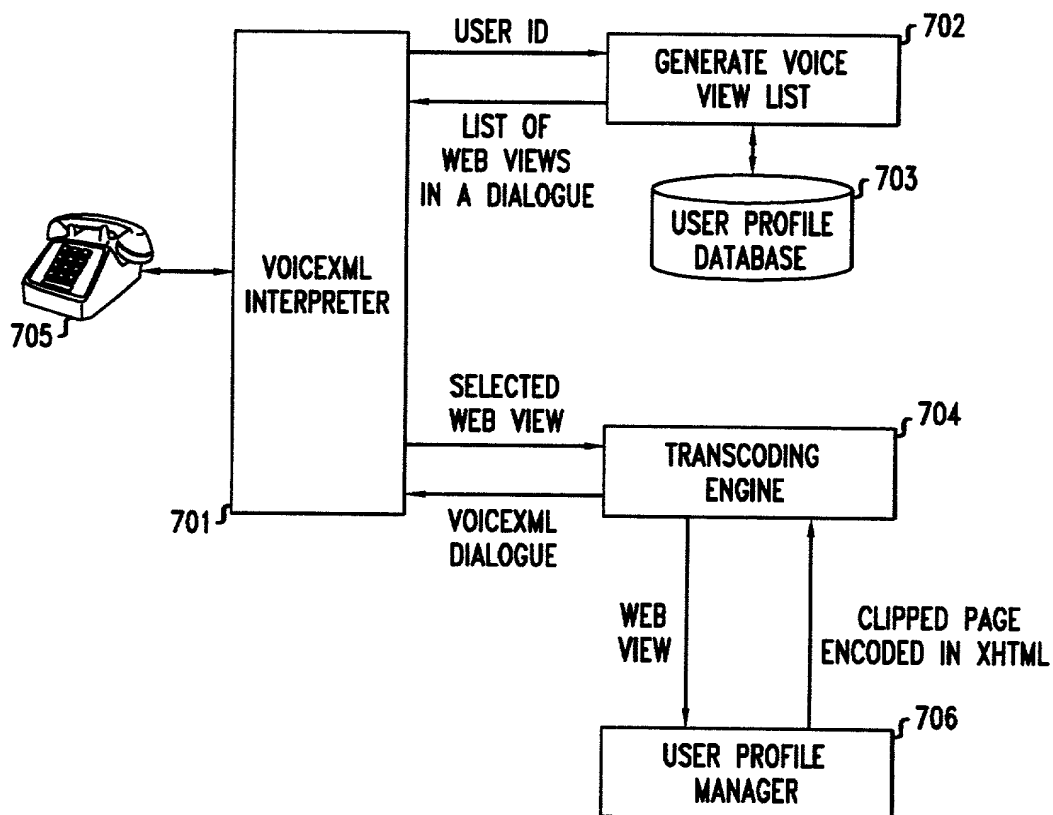 USER ID
702
GENERATE VOICE
VIEW LIST
LIST OF
WEB VIEWS
IN A DIALOGUE
703
USER PROFILE
DATABASE
VOICEXML
INTERPRETER
705
SELECTED
WEB VIEW
704
TRANSCODING
ENGINE
701
VOICEXML
DIALOGUE
WEB
VIEW
CLIPPED PAGE
ENCODED IN XHTML
706
USER PROFILE
MANAGER